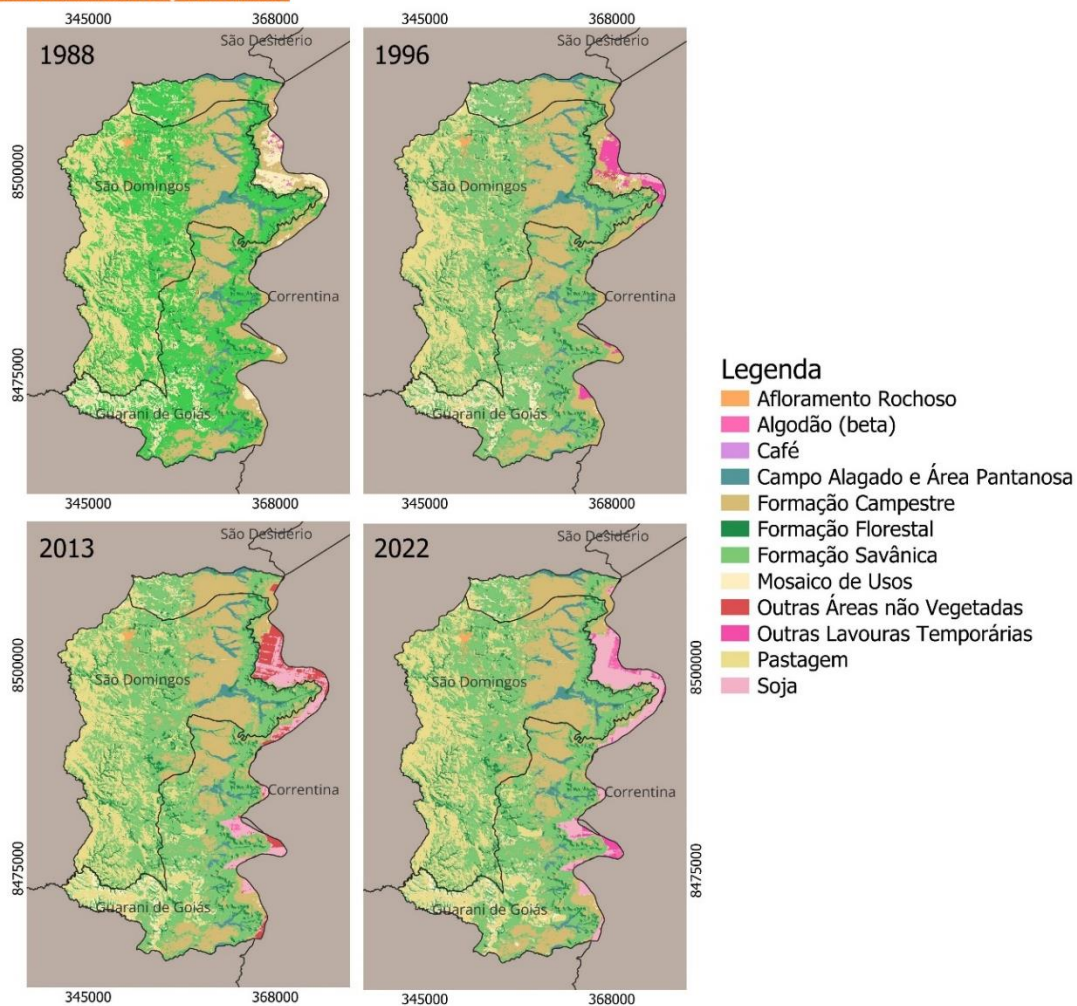 345000 368000 345000 368000
São Desidério São Desidério
1988 1996
8500000
São Domingos São Domingos
Correntina Correntina
8475000
Guarani de Goiás Guarani de Goiás
345000 368000 345000 368000
Legenda
Afloramento Rochoso
Algodão (beta)
Café
Campo Alagado e Área Pantanosa
Formação Campestre
Formação Florestal
Formação Savânica
Mosaico de Usos
Outras Áreas não Vegetadas
Outras Lavouras Temporárias
Pastagem
Soja
2013 2022
São Desidério São Desidério
8500000 8500000
São Domingos São Domingos
Correntina Correntina
8475000 8475000
Guarani de Goiás Guarani de Goiás
345000 368000 345000 368000